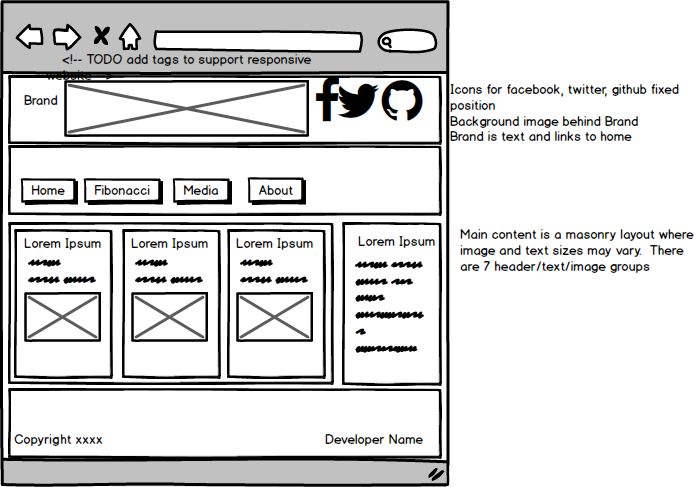 <!-- TODO add tags to support responsive
website -->
Brand
Icons for facebook, twitter, github fixed
position
Background image behind Brand
Brand is text and links to home
Home Fibonacci Media About
Lorem Ipsum Lorem Ipsum Lorem Ipsum Lorem Ipsum
Main content is a masonry layout where
image and text sizes may vary. There
are 7 header/text/image groups
Copyright xxxx Developer Name